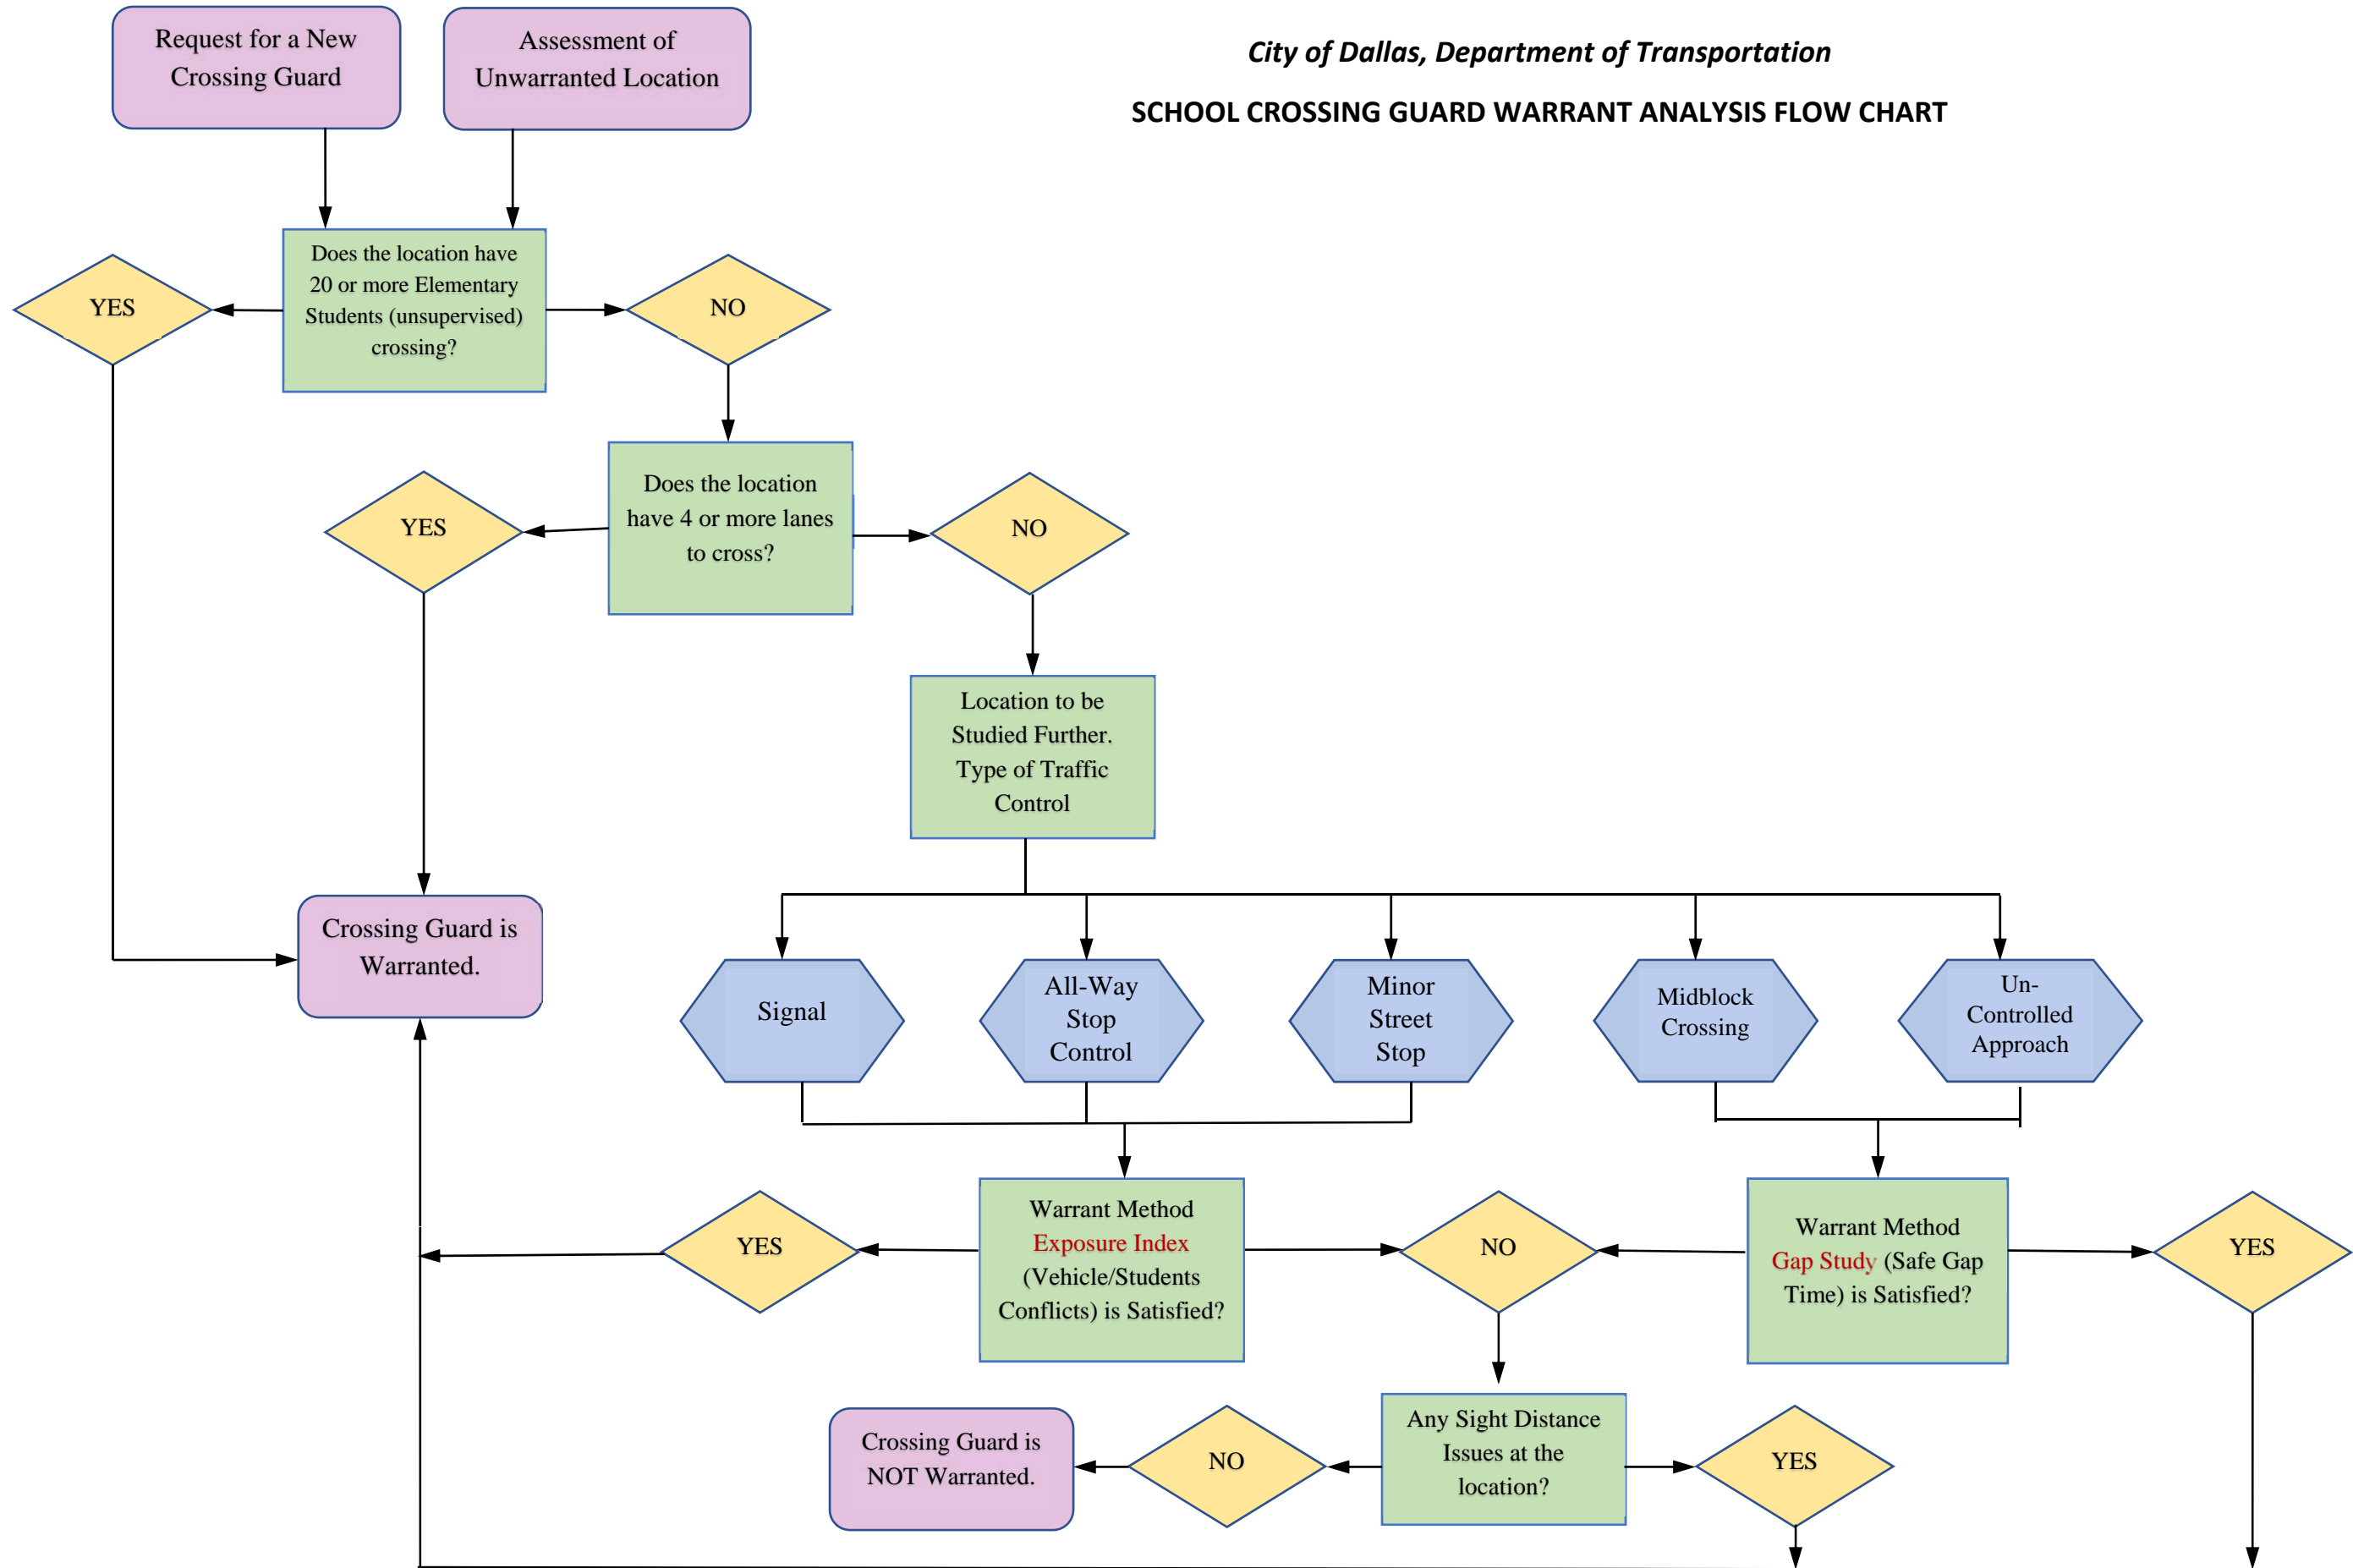 Request for a New
Crossing Guard
Assessment of
Unwarranted Location
City of Dallas, Department of Transportation
SCHOOL CROSSING GUARD WARRANT ANALYSIS FLOW CHART
YES
Does the location have
20 or more Elementary
Students (unsupervised)
crossing?
NO
YES
Does the location
have 4 or more lanes
to cross?
NO
Location to be
Studied Further.
Type of Traffic
Control
Crossing Guard is
Warranted.
Signal
All-Way
Stop
Control
Minor
Street
Stop
Midblock
Crossing
Un-
Controlled
Approach
YES
Warrant Method
Exposure Index
(Vehicle/Students
Conflicts) is Satisfied?
NO
Warrant Method
Gap Study (Safe Gap
Time) is Satisfied?
YES
Crossing Guard is
NOT Warranted.
NO
Any Sight Distance
Issues at the
location?
YES